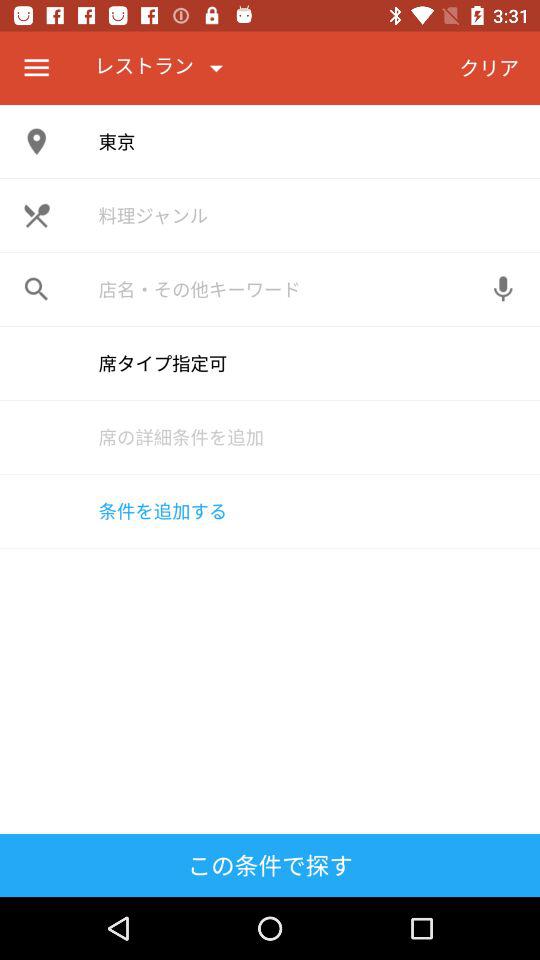 3:31
レストラン
クリア
東京
料理ジャンル
店名・その他キーワード
席タイプ指定可
席の詳細条件を追加
条件を追加する
この条件で探す